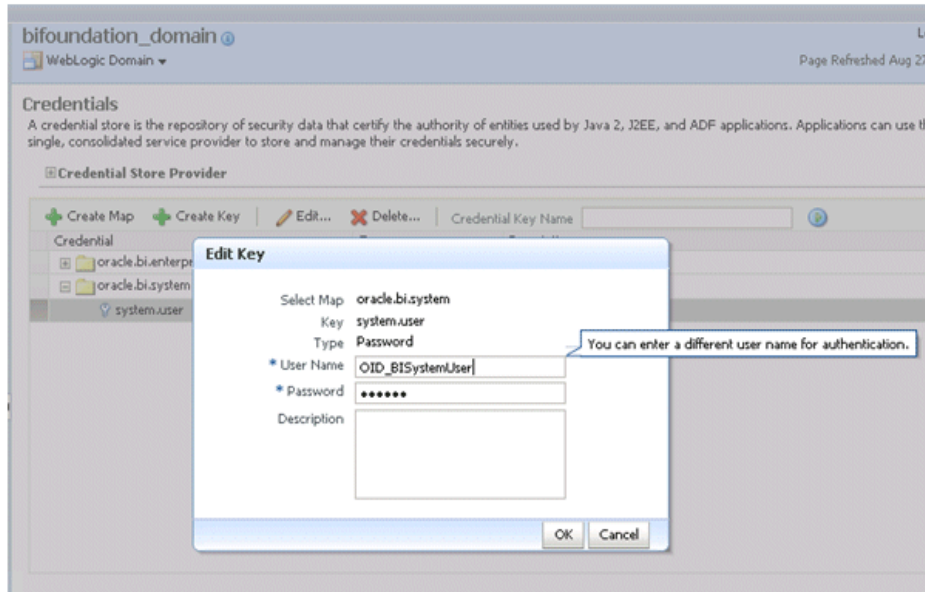 bifoundation_domain
WebLogic Domain
Page Refreshed Aug 27
Credentials
A credential store is the repository of security data that certify the authority of entities used by Java 2, J2EE, and ADF applications. Applications can use
single, consolidated service provider to store and manage their credentials securely.
Credential Store Provider
Create Map Create Key Edit... Delete... Credential Key Name
Credential
oracle.bi.enterpr
oracle.bi.system
system.user
Edit Key
Select Map oracle.bi.system
Key system.user
Type Password
You can enter a different user name for authentication.
* User Name OID_BISystemUser
* Password ••••••
Description
OK Cancel